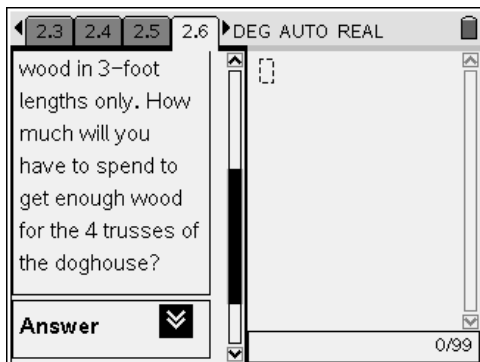 2.3 2.4 2.5 2.6 DEG AUTO REAL
wood in 3-foot
lengths only. How
much will you
have to spend to
get enough wood
for the 4 trusses of
the doghouse?
Answer
0/99